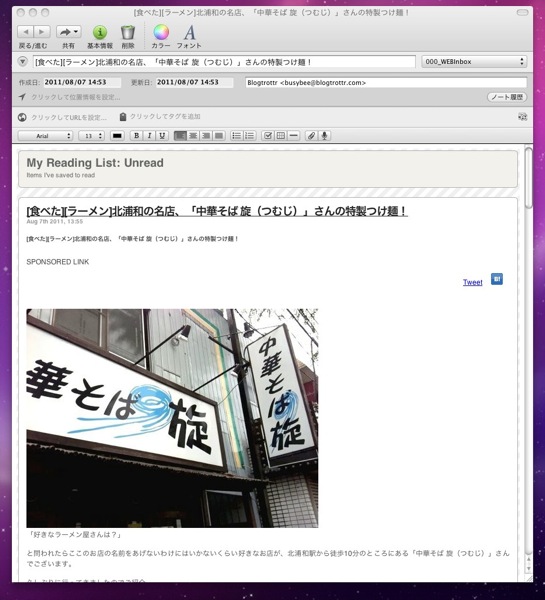 [食べた][ラーメン]北浦和の名店、「中華そば 旋（つむじ）」さんの特製つけ麺！
戻る/進む 共有 基本情報 削除 カラー フォント
[食べた][ラーメン]北浦和の名店、「中華そば 旋（つむじ）」さんの特製つけ麺！ 000_WEBInbox
作成日: 2011/08/07 14:53 更新日: 2011/08/07 14:53 Blogtrottr <busybee@blogtrottr.com>
クリックして位置情報を設定... ノート履歴
クリックしてURLを設定... クリックしてタグを追加
Arial 13 B I U
My Reading List: Unread
Items I've saved to read
[食べた][ラーメン]北浦和の名店、「中華そば 旋（つむじ）」さんの特製つけ麺！
Aug 7th 2011, 13:55
[食べた][ラーメン]北浦和の名店、「中華そば 旋（つむじ）」さんの特製つけ麺！
SPONSORED LINK
Tweet B!
華そば 旋
中華そば 旋
「好きなラーメン屋さんは？」
と問われたらここのお店の名前をあげないわけにはいかないくらい好きなお店が、北浦和駅から徒歩10分のところにある「中華そば 旋（つむじ）」さん
でございます。